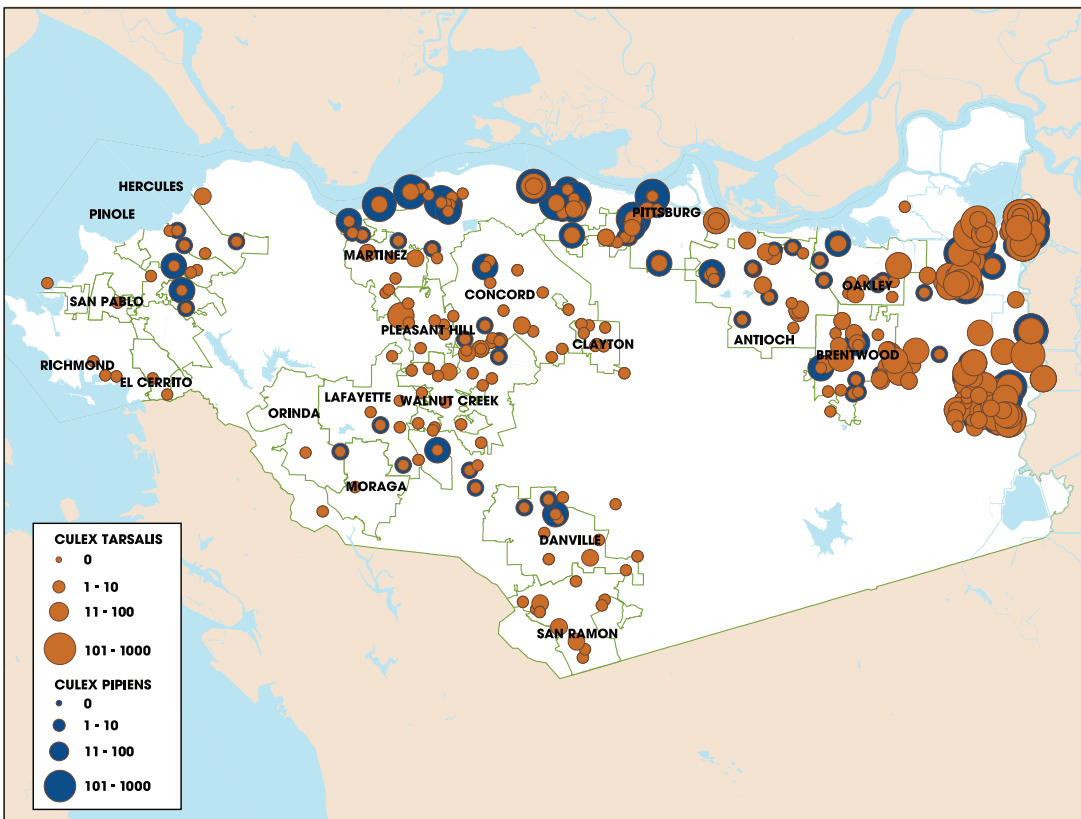 HERCULES
PINOLE
PITTSBURG
MARTINEZ
CONCORD
OAKLEY
SAN PABLO
PLEASANT HILL
CLAYTON
ANTIOCH
BRENTWOOD
RICHMOND
EL CERRITO
LAFAYETTE
WALNUT CREEK
ORINDA
MORAGA
DANVILLE
SAN RAMON
CULEX TARSALIS
0
1 - 10
11 - 100
101 - 1000
CULEX PIPIENS
0
1 - 10
11 - 100
101 - 1000